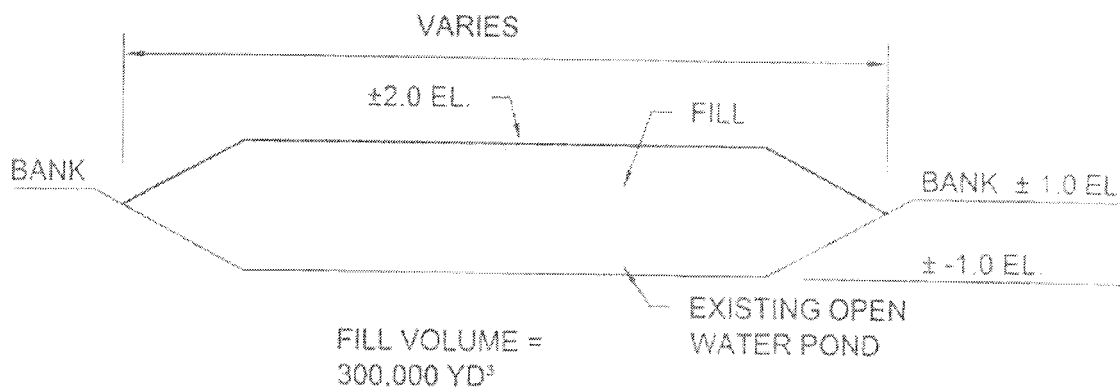 VARIES
±2.0 EL.
FILL
BANK
BANK ± 1.0 EL
± -1.0 EL.
EXISTING OPEN
WATER POND
FILL VOLUME =
300,000 YD³